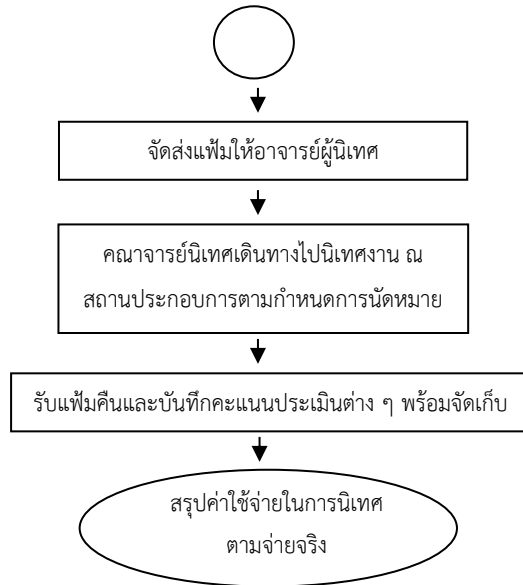 จัดส่งแฟ้มให้อาจารย์ผู้นิเทศ
คณาจารย์นิเทศเดินทางไปนิเทศงาน ณ
สถานประกอบการตามกำหนดการนัดหมาย
รับแฟ้มคืนและบันทึกคะแนนประเมินต่าง ๆ พร้อมจัดเก็บ
สรุปค่าใช้จ่ายในการนิเทศ
ตามจ่ายจริง